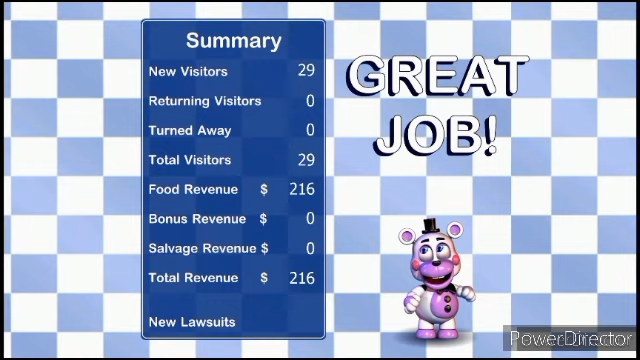 Summary
New Visitors 29
Returning Visitors 0
Turned Away 0
Total Visitors 29
Food Revenue $ 216
Bonus Revenue $ 0
Salvage Revenue $ 0
Total Revenue $ 216
New Lawsuits
GREAT
JOB!
PowerDirector